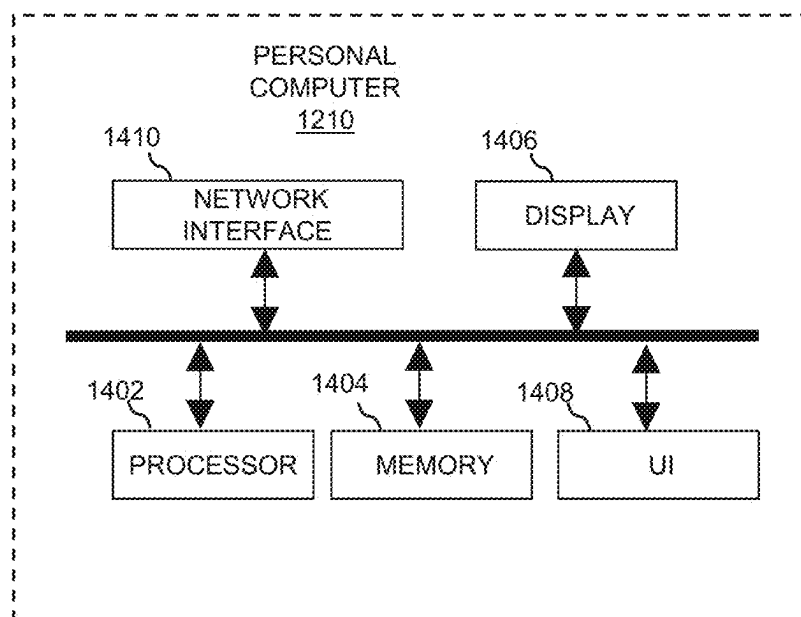 PERSONAL
COMPUTER
1210
1410
NETWORK
INTERFACE
1406
DISPLAY
1402
PROCESSOR
1404
MEMORY
1408
UI